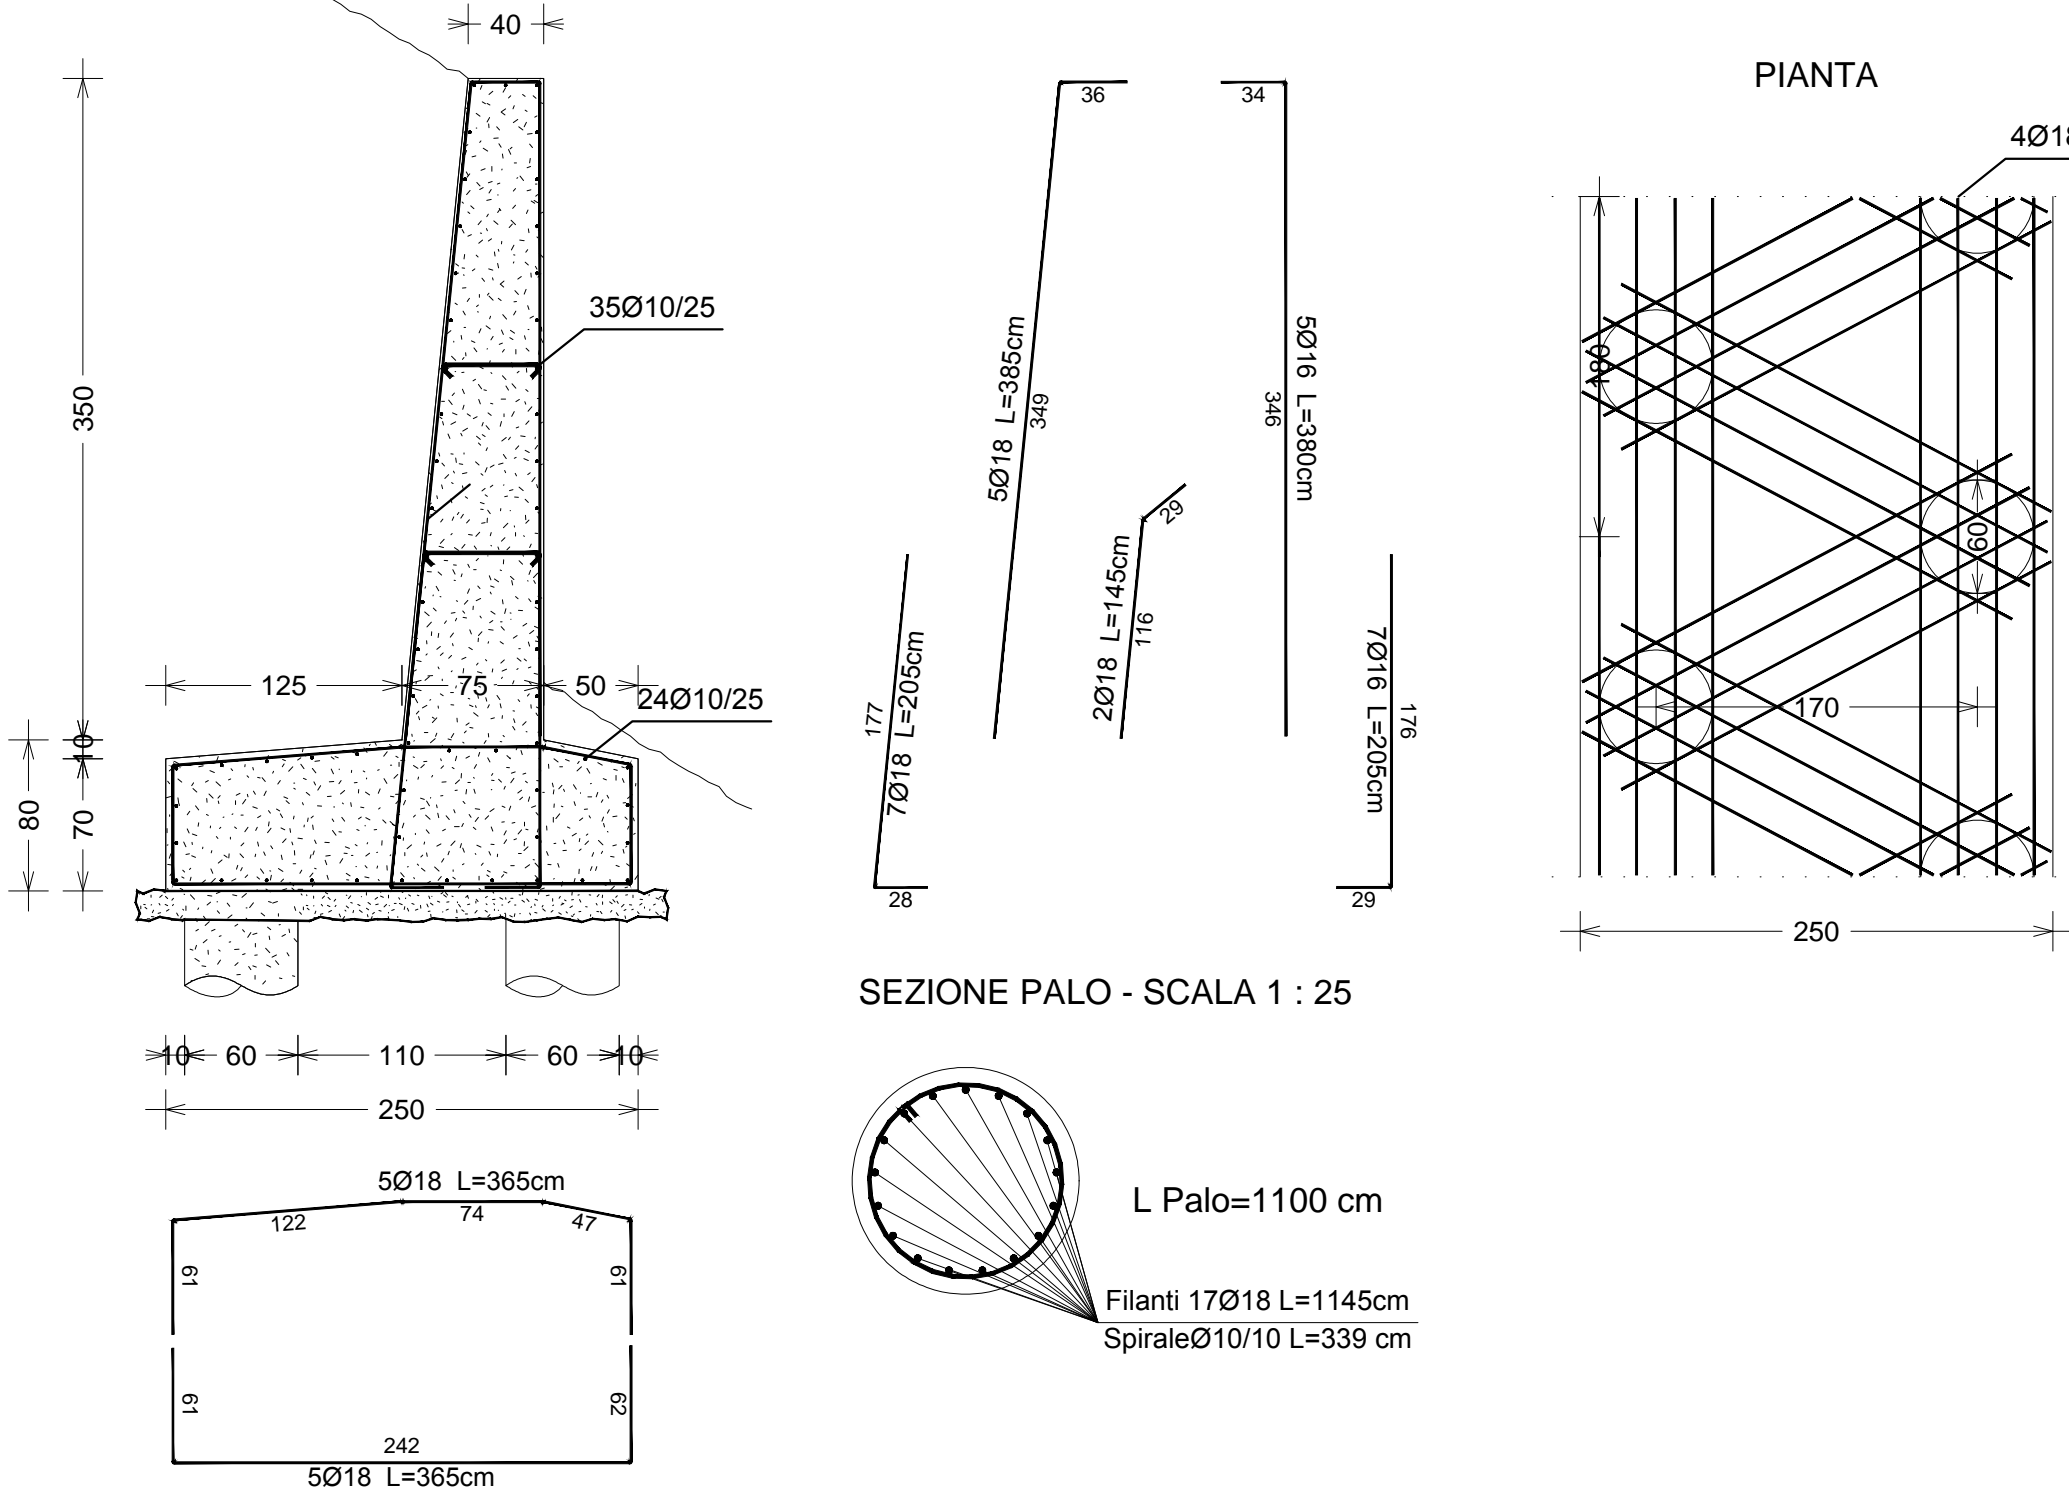 40
350
35Ø10/25
125
75
50
24Ø10/25
10
80
70
10
60
110
60
10
250
5Ø18 L=365cm
122
74
47
61
61
61
62
242
5Ø18 L=365cm
36
34
5Ø18 L=385cm
349
5Ø16 L=380cm
346
29
2Ø18 L=145cm
116
7Ø18 L=205cm
177
28
7Ø16 L=205cm
176
29
SEZIONE PALO - SCALA 1 : 25
L Palo=1100 cm
Filanti 17Ø18 L=1145cm
SpiraleØ10/10 L=339 cm
PIANTA
4Ø18
180
60
170
250